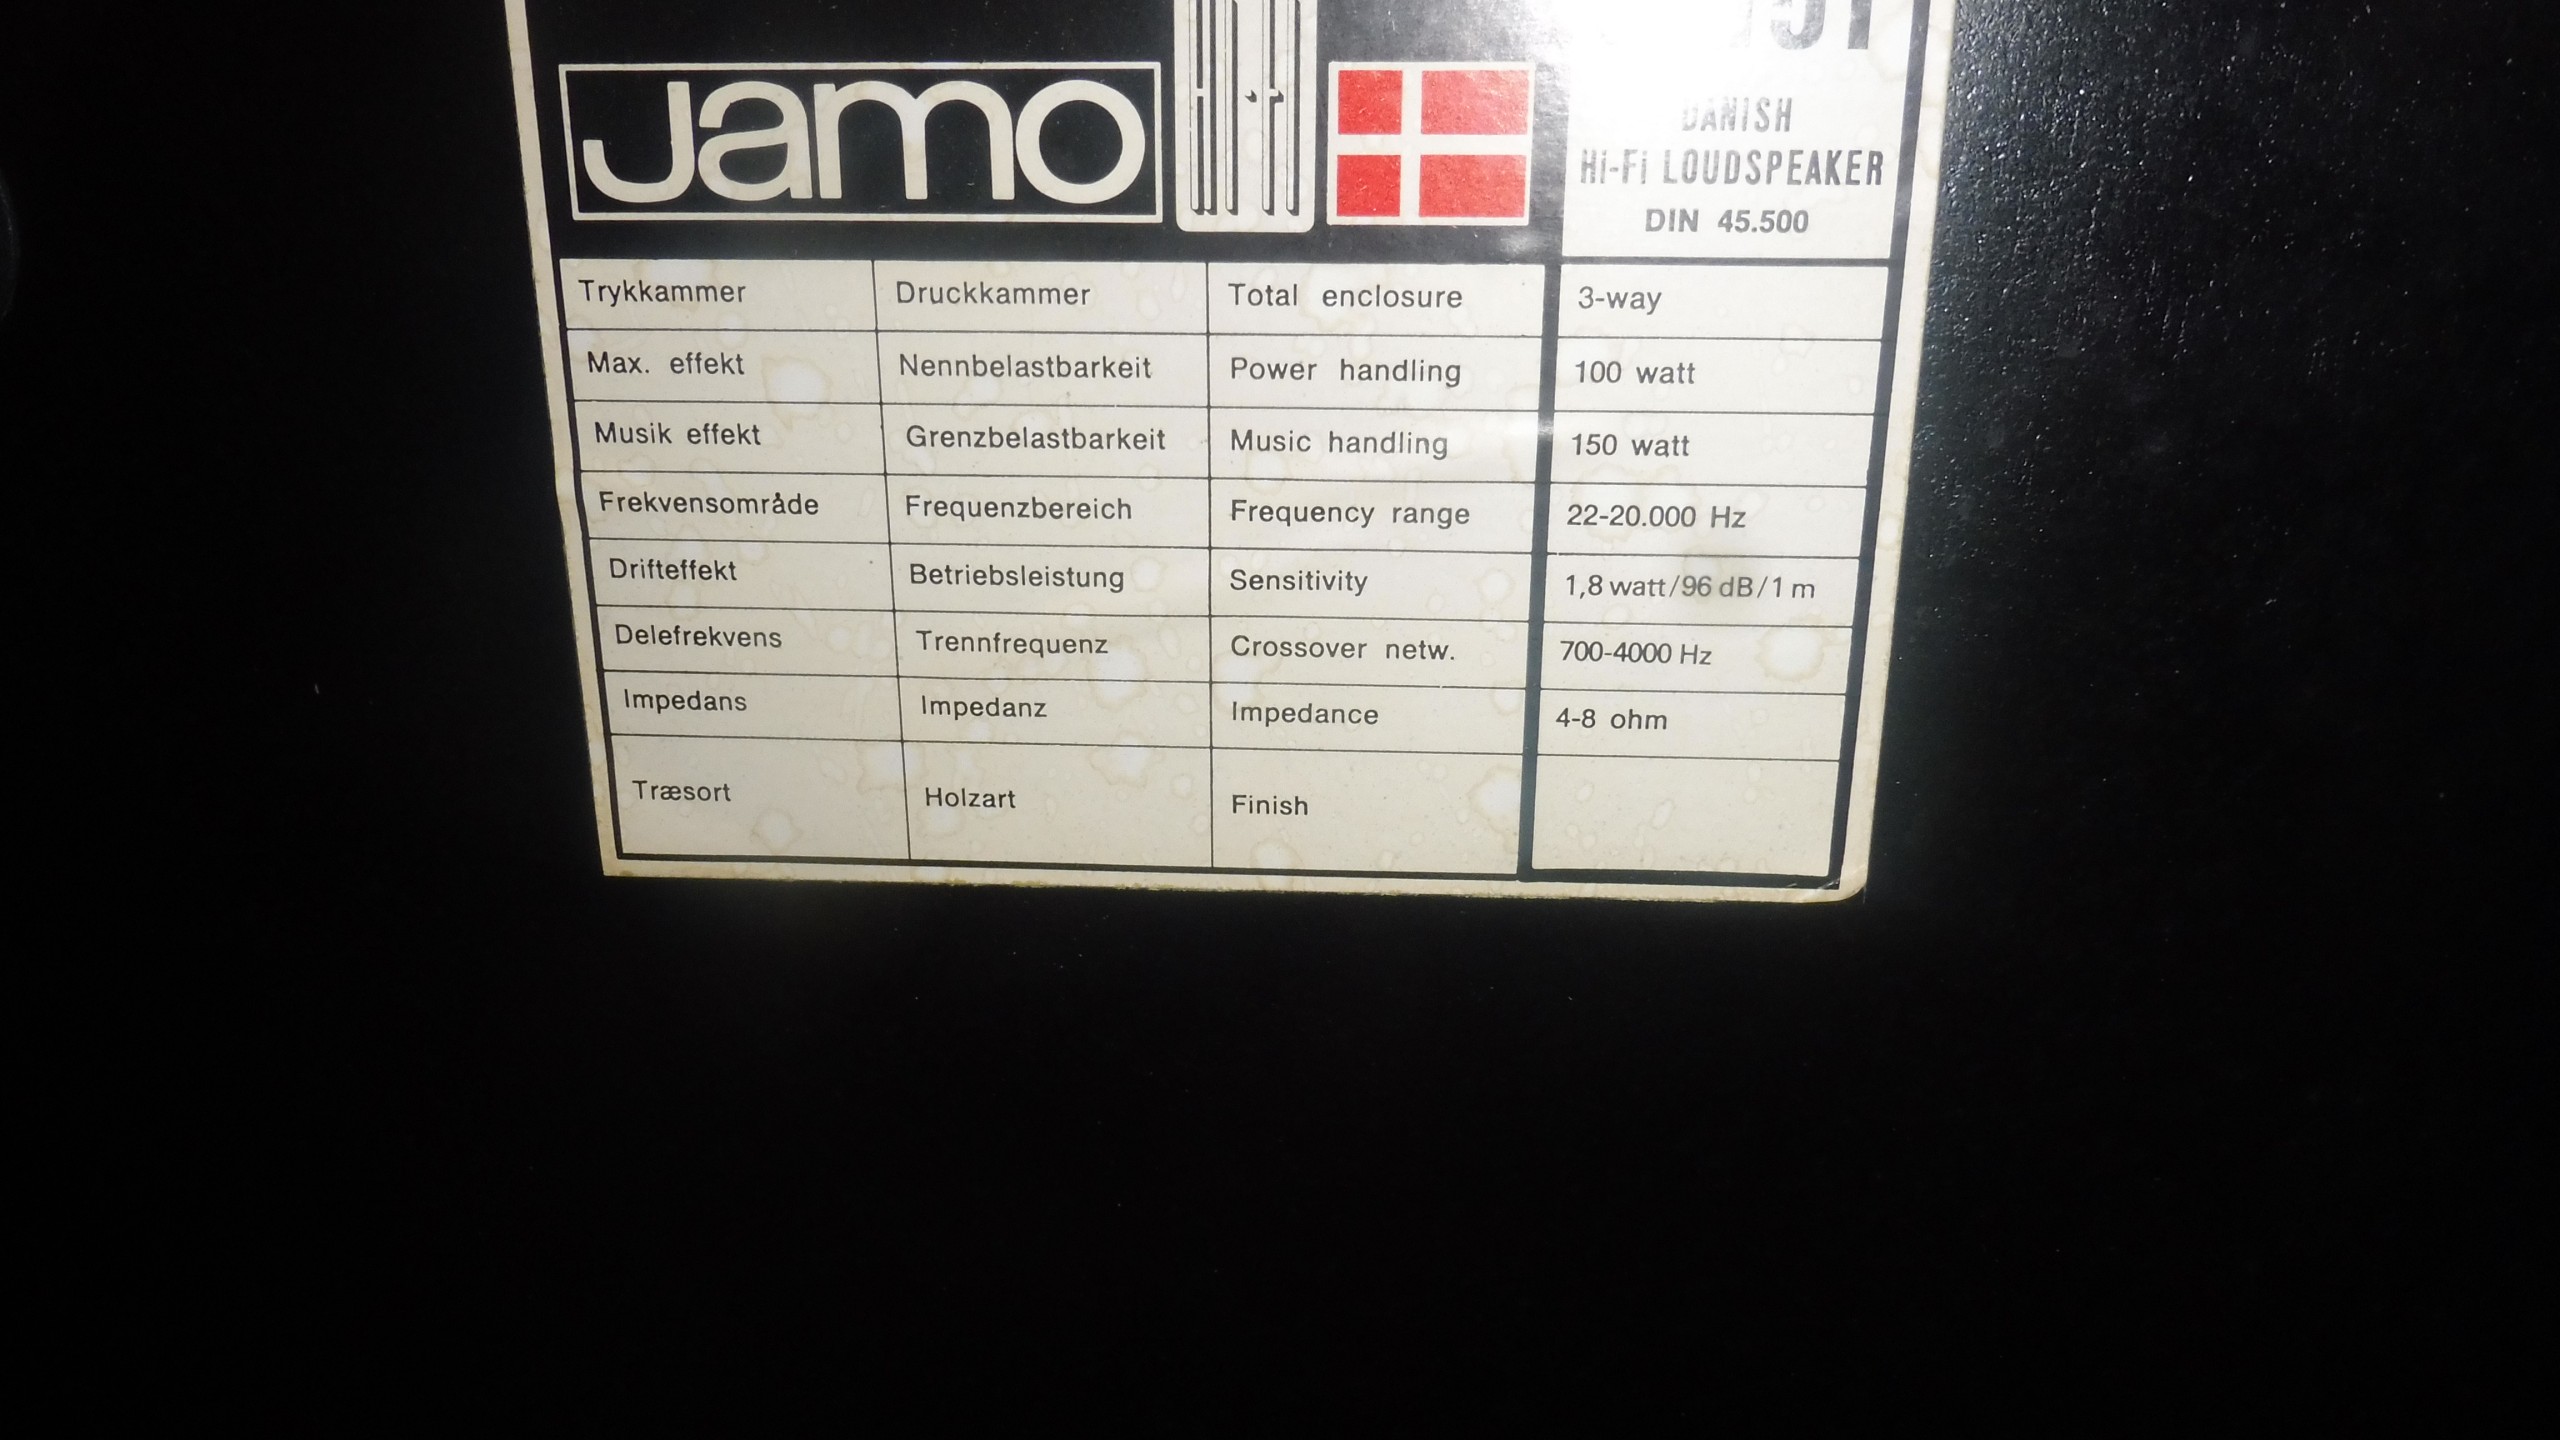 151
jamo Hi-Fi
DANISH
Hi-Fi LOUDSPEAKER
DIN 45.500
Trykkammer Druckkammer Total enclosure 3-way
Max. effekt Nennbelastbarkeit Power handling 100 watt
Musik effekt Grenzbelastbarkeit Music handling 150 watt
Frekvensområde Frequenzbereich Frequency range 22-20.000 Hz
Drifteffekt Betriebsleistung Sensitivity 1,8 watt/96 dB/1 m
Delefrekvens Trennfrequenz Crossover netw. 700-4000 Hz
Impedans Impedanz Impedance 4-8 ohm
Træsort Holzart Finish